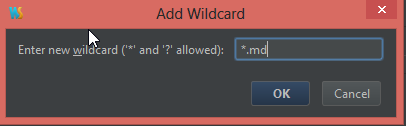 Add Wildcard
Enter new wildcard ('*' and '?' allowed): *.md
OK Cancel